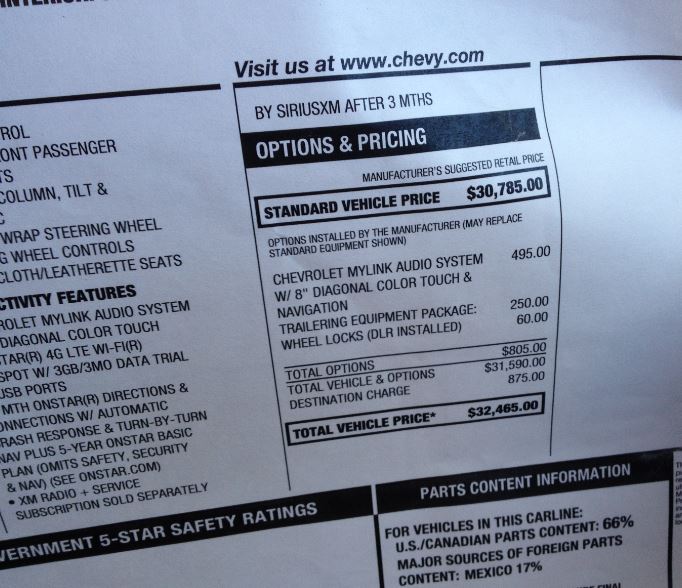 Visit us at www.chevy.com
ROL
ONT PASSENGER
TS
COLUMN, TILT &
C
WRAP STEERING WHEEL
G WHEEL CONTROLS
CLOTH/LEATHERETTE SEATS
CTIVITY FEATURES
ROLET MYLINK AUDIO SYSTEM
DIAGONAL COLOR TOUCH
TAR(R) 4G LTE WI-FI(R)
SPOT W/ 3GB/3MO DATA TRIAL
USB PORTS
MTH ONSTAR(R) DIRECTIONS &
ONNECTIONS W/ AUTOMATIC
RASH RESPONSE & TURN-BY-TURN
NAV PLUS 5-YEAR ONSTAR BASIC
PLAN (OMITS SAFETY, SECURITY
& NAV) (SEE ONSTAR.COM)
• XM RADIO + SERVICE
SUBSCRIPTION SOLD SEPARATELY
BY SIRIUSXM AFTER 3 MTHS
OPTIONS & PRICING
MANUFACTURER'S SUGGESTED RETAIL PRICE
STANDARD VEHICLE PRICE $30,785.00
OPTIONS INSTALLED BY THE MANUFACTURER (MAY REPLACE
STANDARD EQUIPMENT SHOWN)
CHEVROLET MYLINK AUDIO SYSTEM 495.00
W/ 8" DIAGONAL COLOR TOUCH &
NAVIGATION
TRAILERING EQUIPMENT PACKAGE: 250.00
WHEEL LOCKS (DLR INSTALLED) 60.00
TOTAL OPTIONS $805.00
TOTAL VEHICLE & OPTIONS $31,590.00
DESTINATION CHARGE 875.00
TOTAL VEHICLE PRICE* $32,465.00
VERNMENT 5-STAR SAFETY RATINGS
PARTS CONTENT INFORMATION
FOR VEHICLES IN THIS CARLINE:
U.S./CANADIAN PARTS CONTENT: 66%
MAJOR SOURCES OF FOREIGN PARTS
CONTENT: MEXICO 17%